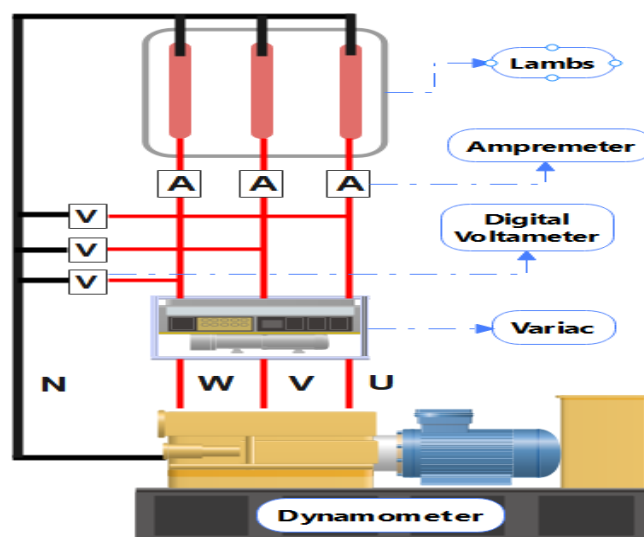 Lambs
Ampremeter
A A A
V
Digital
Voltameter
V
V
Variac
N W V U
Dynamometer